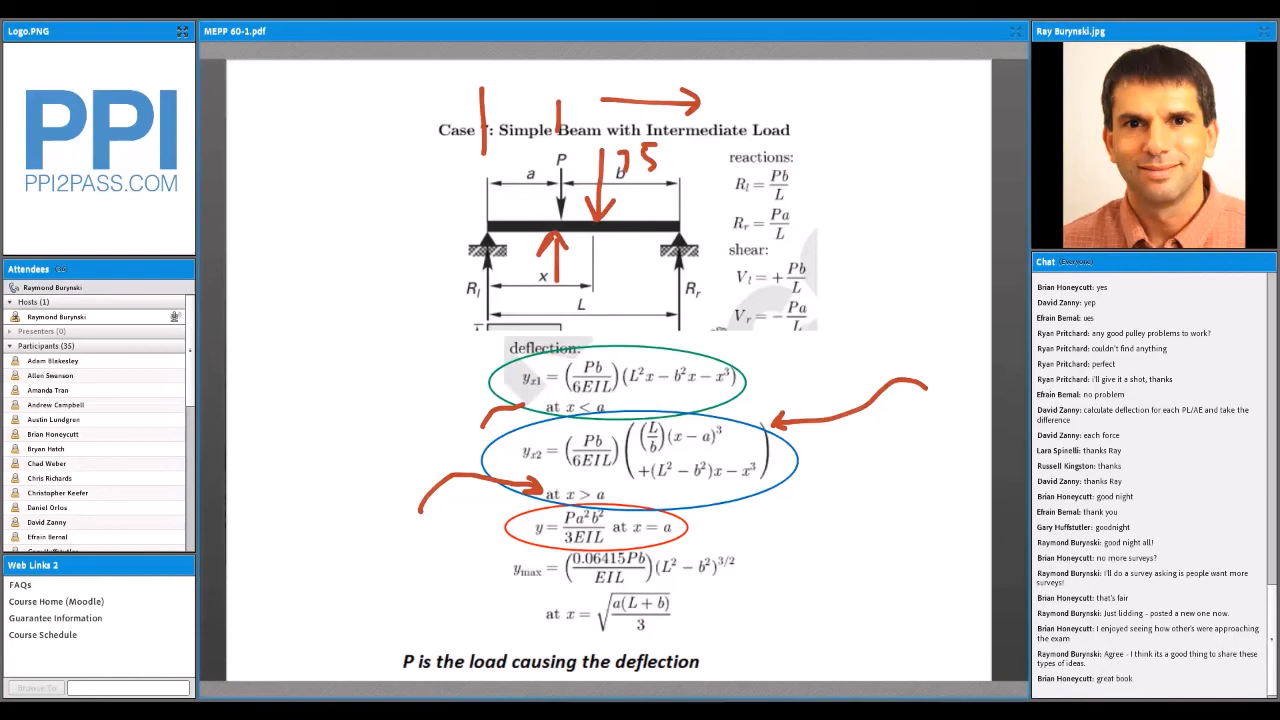 Logo.PNG
PPI
PPI2PASS.COM
Attendees (36)
Raymond Burynski
Hosts (1)
Raymond Burynski
Presenters (0)
Participants (35)
Adam Blakesley
Allen Swanson
Amanda Tran
Andrew Campbell
Austin Lundgren
Brian Honeycutt
Bryan Hatch
Chad Weber
Chris Richards
Christopher Keefer
Daniel Orlos
David Zanny
Web Links 2
FAQs
Course Home (Moodle)
Guarantee Information
Course Schedule
Browse To
MEPP 60-1.pdf
Case 7: Simple Beam with Intermediate Load
P
75
a
b
x
L
R_l
R_r
reactions:
R_l = Pb/L
R_r = Pa/L
shear:
V_l = +Pb/L
V_r = −Pa/L
deflection:
y_x1 = (Pb/6EIL)(L²x − b²x − x³)
at x < a
y_x2 = (Pb/6EIL)((L/b)(x − a)³
+(L² − b²)x − x³)
at x > a
y = Pa²b²/3EIL at x = a
y_max = (0.06415Pb/EIL)(L² − b²)^3/2
at x = √(a(L + b)/3)
P is the load causing the deflection
Ray Burynski.jpg
Chat (Everyone)
Brian Honeycutt: yes
David Zanny: yep
Efrain Bernal: ues
Ryan Pritchard: any good pulley problems to work?
Ryan Pritchard: couldn't find anything
Ryan Pritchard: perfect
Ryan Pritchard: i'll give it a shot, thanks
Efrain Bernal: no problem
David Zanny: calculate deflection for each PL/AE and take the
difference
David Zanny: each force
Lara Spinelli: thanks Ray
Russell Kingston: thanks
David Zanny: thanks Ray
Brian Honeycutt: good night
Efrain Bernal: thank you
Gary Huffstutler: goodnight
Raymond Burynski: good night all!
Brian Honeycutt: no more surveys?
Raymond Burynski: I'll do a survey asking is people want more
surveys!
Brian Honeycutt: that's fair
Raymond Burynski: Just lidding - posted a new one now.
Brian Honeycutt: I enjoyed seeing how other's were approaching
the exam
Raymond Burynski: Agree - I think its a good thing to share these
types of ideas.
Brian Honeycutt: great book